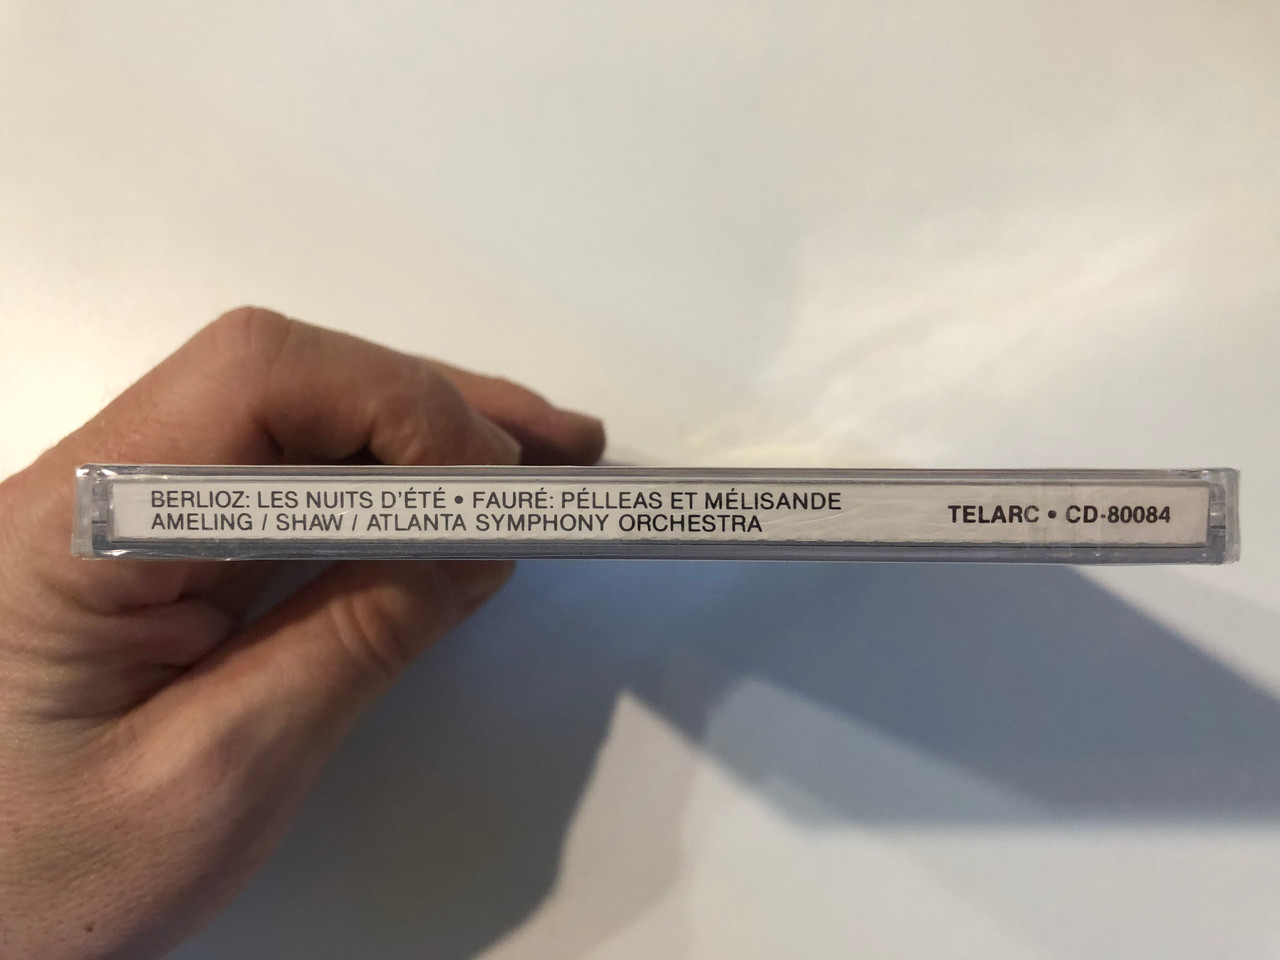 BERLIOZ: LES NUITS D'ÉTÉ • FAURÉ: PÉLLEAS ET MÉLISANDE
AMELING / SHAW / ATLANTA SYMPHONY ORCHESTRA
TELARC • CD-80084